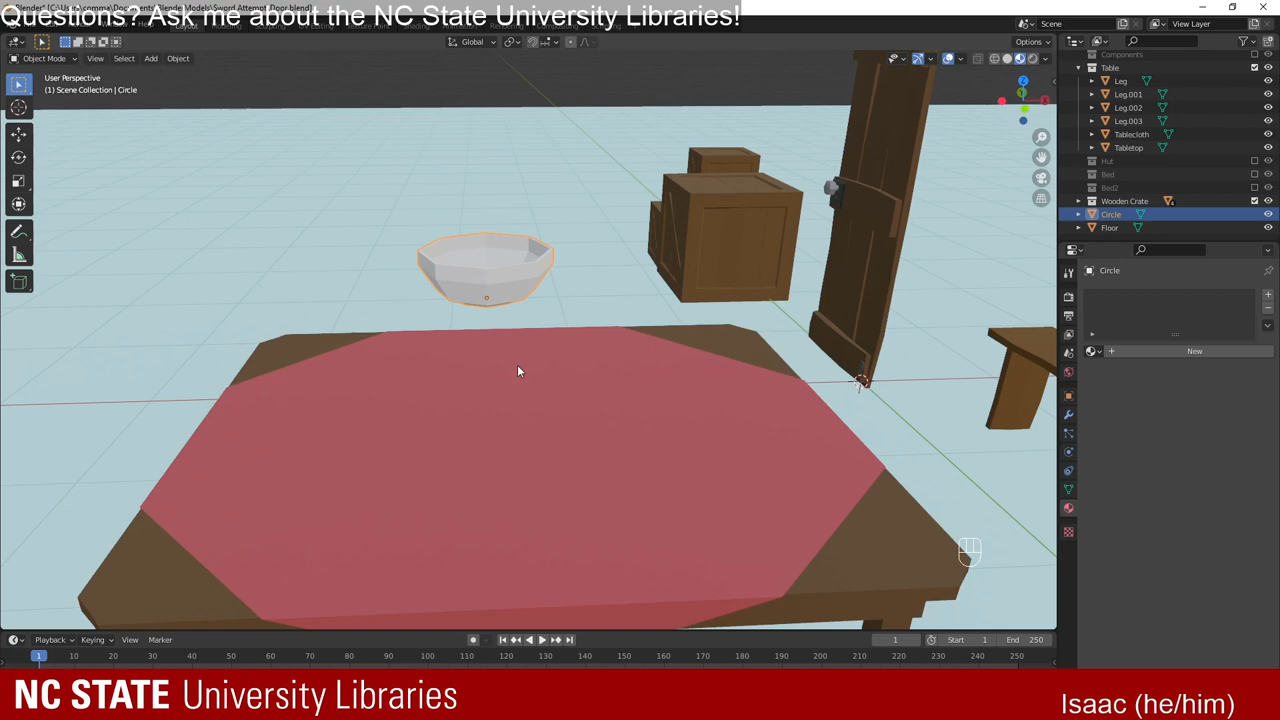 Questions? Ask me about the NC State University Libraries!
Scene
View Layer
Object Mode
View
Select
Add
Object
Global
Options
User Perspective
(1) Scene Collection | Circle
Components
Table
Leg
Leg.001
Leg.002
Leg.003
Tablecloth
Tabletop
Hut
Bed
Bed2
Wooden Crate
Circle
Floor
Circle
New
Playback
Keying
View
Marker
1
Start 1
End 250
1 10 20 30 40 50 60 70 80 90 100 110 120 130 140 150 160 170 180 190 200 210 220 230 240 250
NC STATE University Libraries
Isaac (he/him)